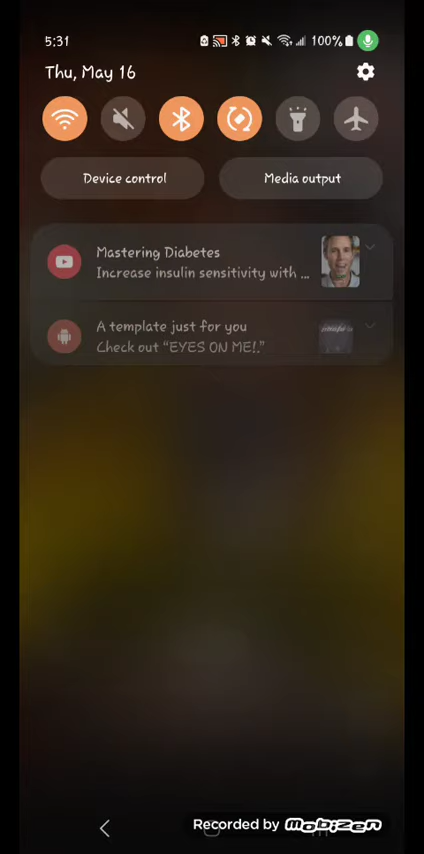 5:31
100%
Thu, May 16
Device control
Media output
Mastering Diabetes
Increase insulin sensitivity with ...
A template just for you
Check out “EYES ON ME!.”
Recorded by MOBIZEN